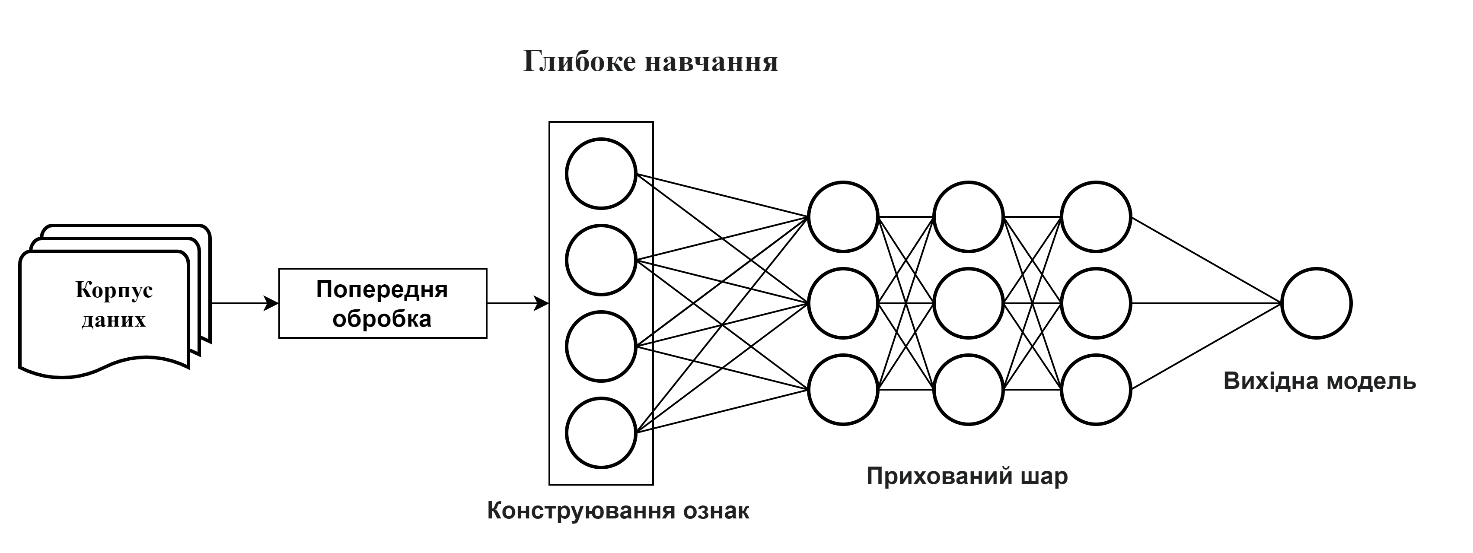 Глибоке навчання
Корпус
даних
Попередня
обробка
Конструювання ознак
Прихований шар
Вихідна модель